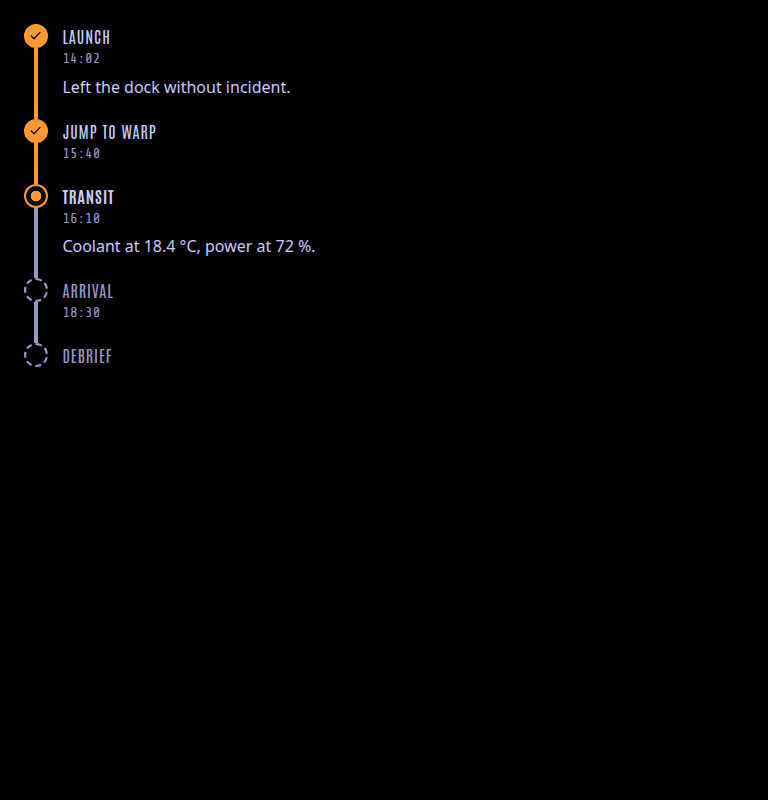 LAUNCH
14:02
Left the dock without incident.
JUMP TO WARP
15:40
TRANSIT
16:10
Coolant at 18.4 °C, power at 72 %.
ARRIVAL
18:30
DEBRIEF